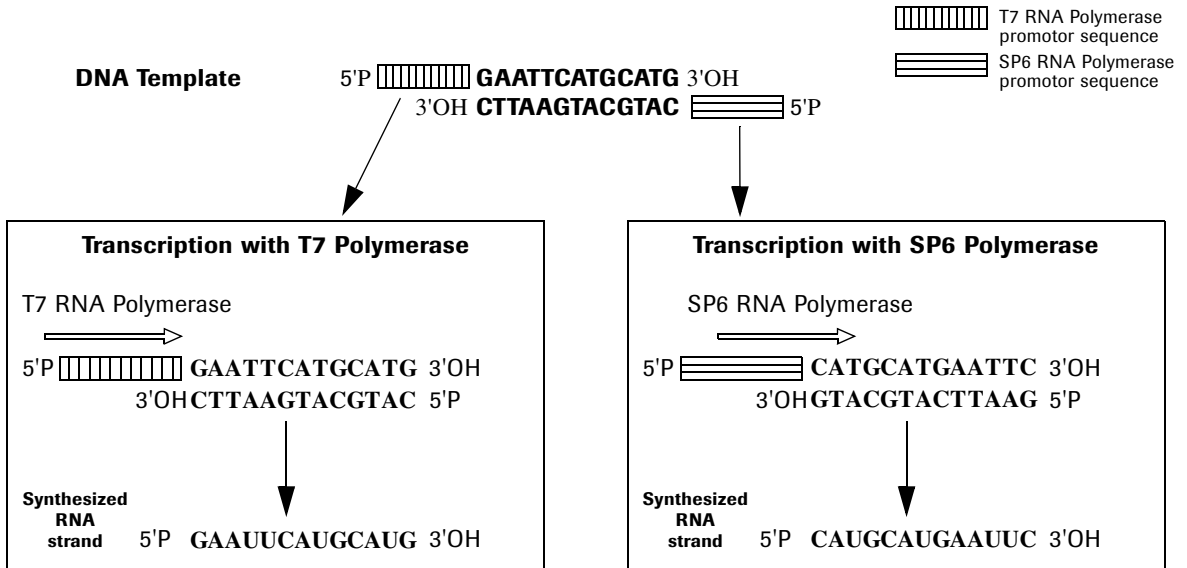 T7 RNA Polymerase
promotor sequence
SP6 RNA Polymerase
promotor sequence
DNA Template 5'P GAATTCATGCATG 3'OH
3'OH CTTAAGTACGTAC 5'P
Transcription with T7 Polymerase
T7 RNA Polymerase
5'P GAATTCATGCATG 3'OH
3'OH CTTAAGTACGTAC 5'P
Synthesized
RNA
strand 5'P GAAUUCAUGCAUG 3'OH
Transcription with SP6 Polymerase
SP6 RNA Polymerase
5'P CATGCATGAATTC 3'OH
3'OH GTACGTACTTAAG 5'P
Synthesized
RNA
strand 5'P CAUGCAUGAAUUC 3'OH